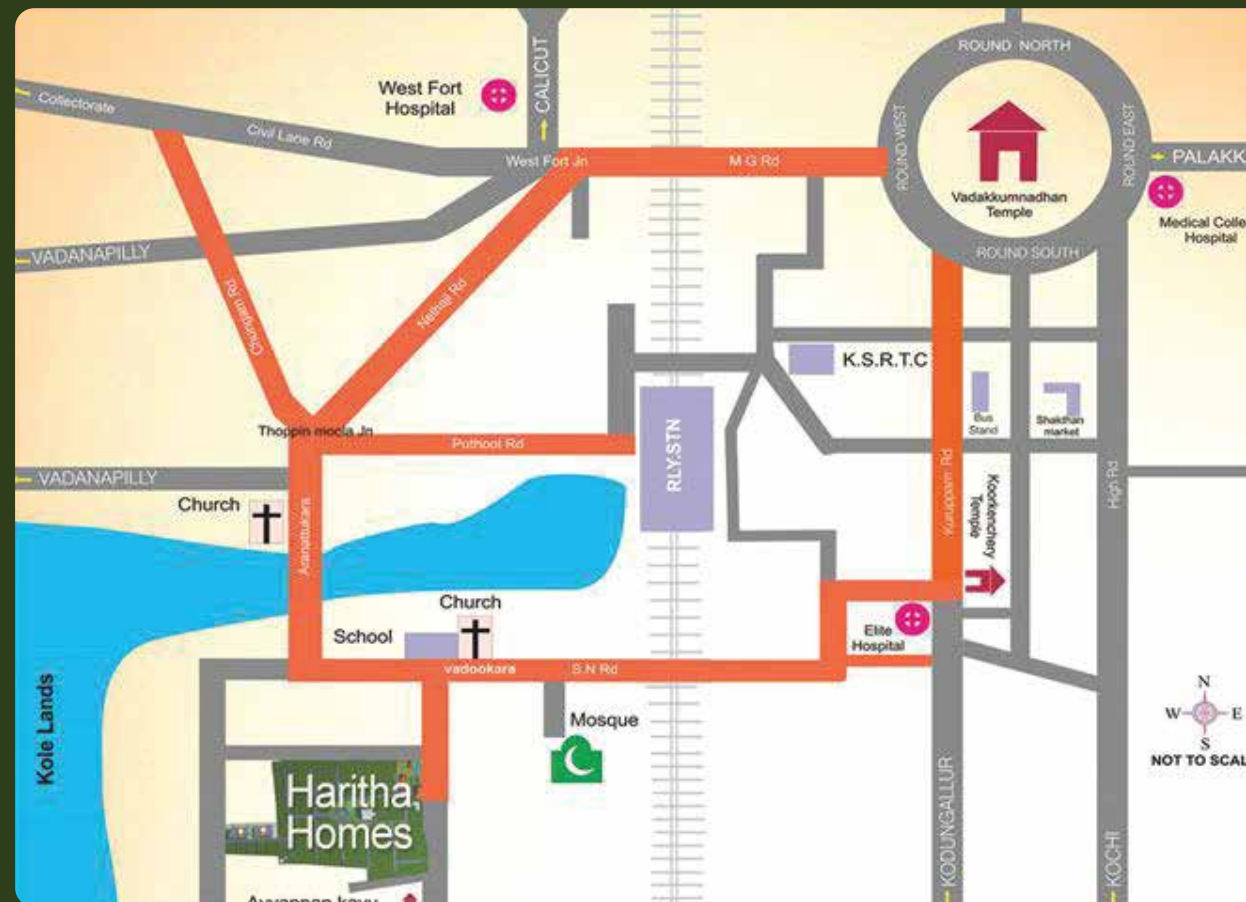 ROUND NORTH
CALICUT
West Fort
Hospital
Collectorate
Civil Lane Rd
West Fort Jn
M G Rd
ROUND WEST
ROUND EAST
PALAKK
Vadakkumnadhan
Temple
Medical Colle
Hospital
VADANAPILLY
ROUND SOUTH
Chungam Rd
Nethaji Rd
K.S.R.T.C
Bus
Stand
Shakthan
market
Thoppin moola Jn
Pothool Rd
RLY.STN
Kuruppam Rd
High Rd
VADANAPILLY
Church
Koorkenchery
Temple
Aranattukara
Church
School
Elite
Hospital
vadookara
S.N Rd
Kole Lands
Mosque
N
W
E
S
NOT TO SCAL
Haritha
Homes
KODUNGALLUR
KOCHI